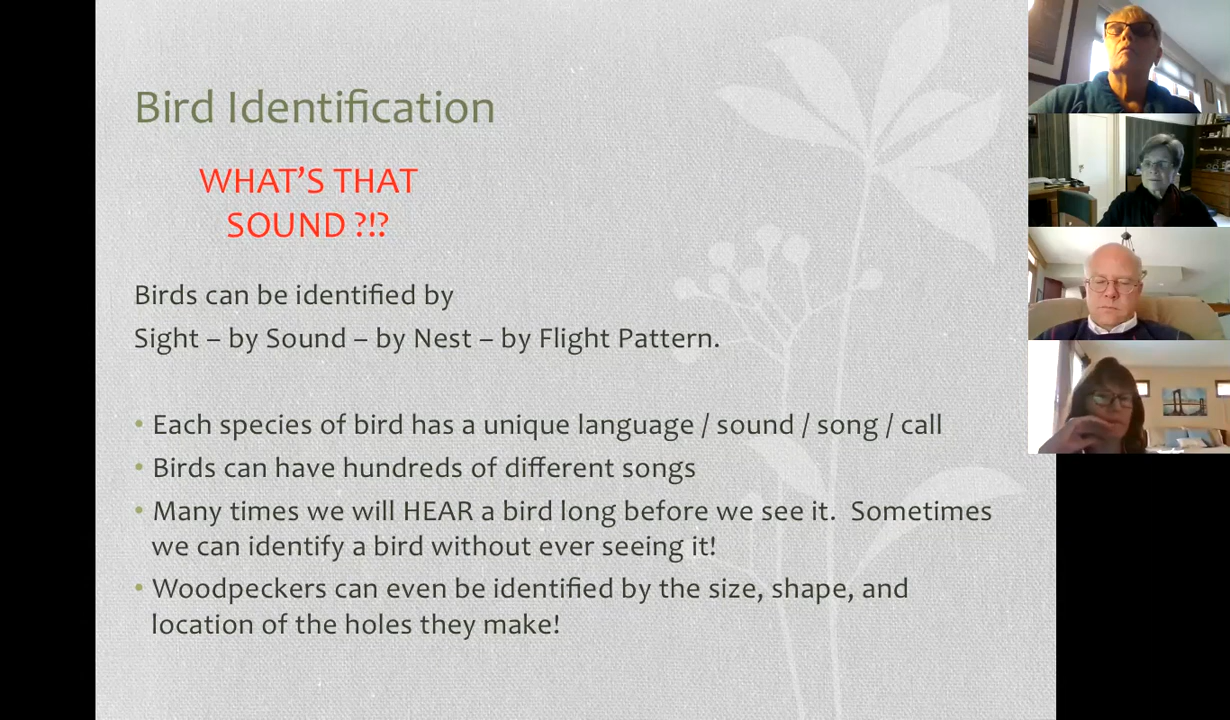 Bird Identification
WHAT'S THAT
SOUND ?!?
Birds can be identified by
Sight – by Sound – by Nest – by Flight Pattern.
• Each species of bird has a unique language / sound / song / call
• Birds can have hundreds of different songs
• Many times we will HEAR a bird long before we see it.  Sometimes
we can identify a bird without ever seeing it!
• Woodpeckers can even be identified by the size, shape, and
location of the holes they make!